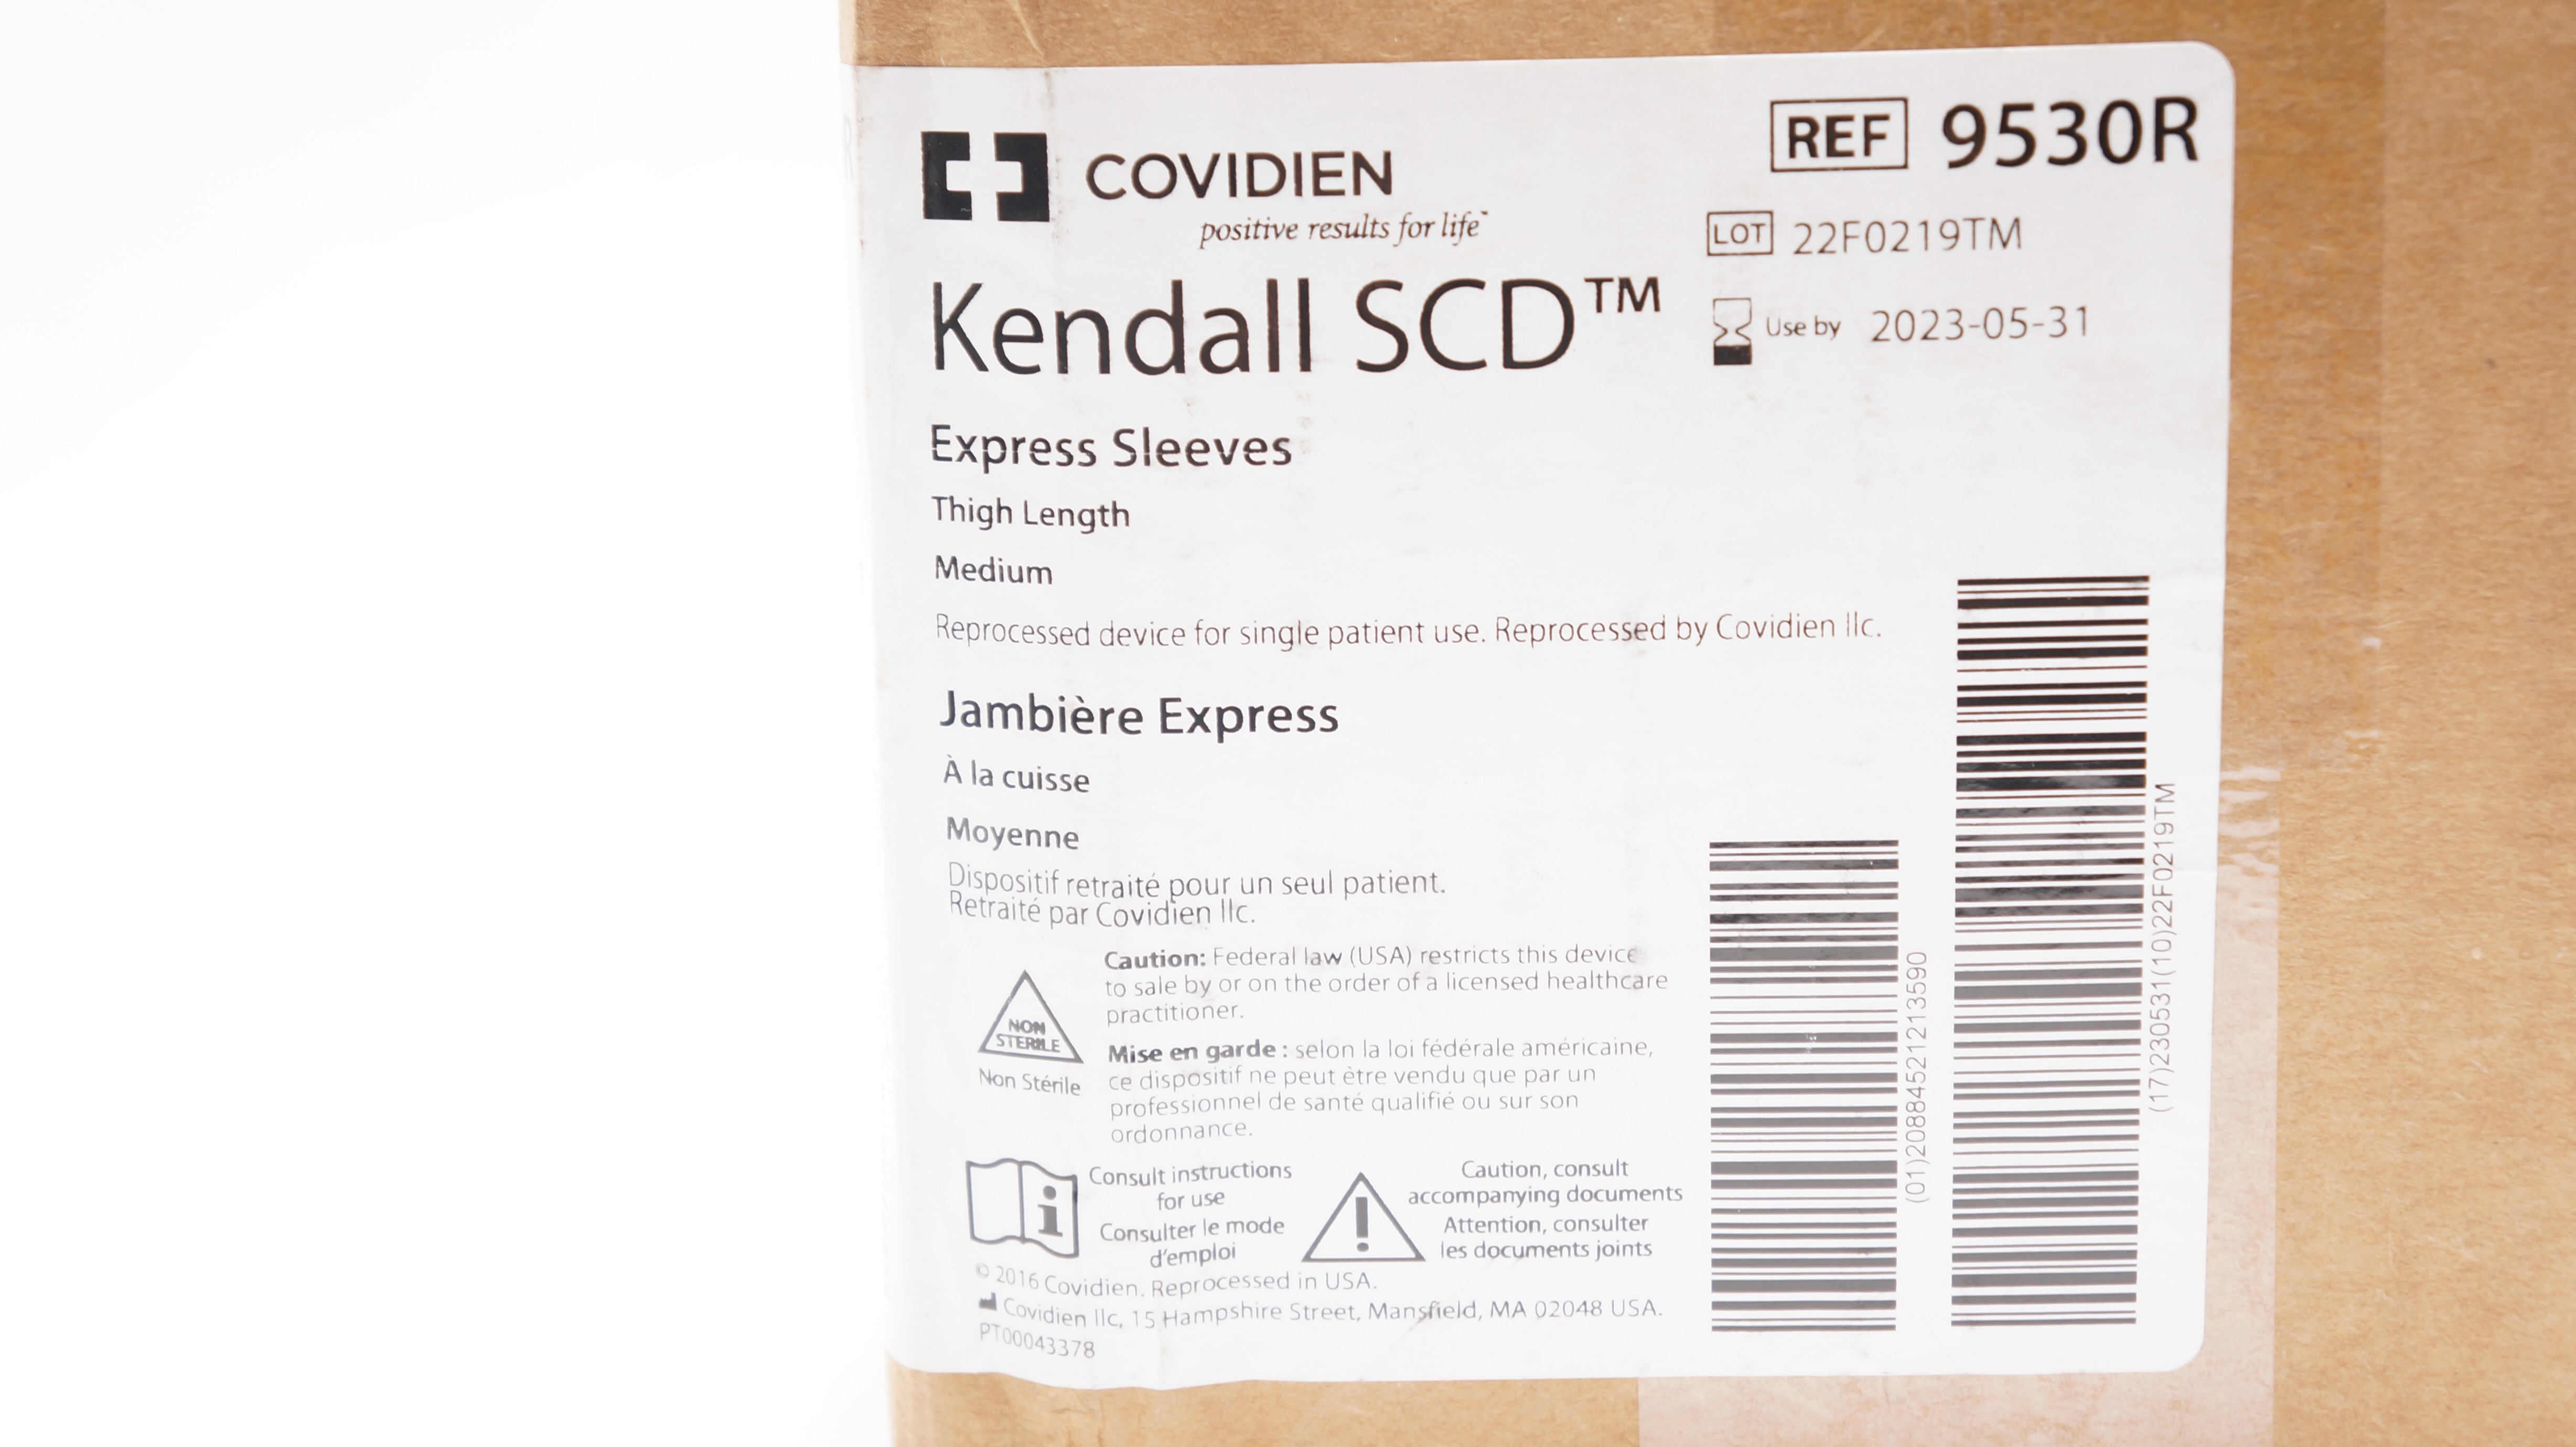 COVIDIEN
positive results for life™
REF 9530R
LOT 22F0219TM
Use by 2023-05-31
Kendall SCD™
Express Sleeves
Thigh Length
Medium
Reprocessed device for single patient use. Reprocessed by Covidien llc.
Jambière Express
À la cuisse
Moyenne
Dispositif retraité pour un seul patient.
Retraité par Covidien llc.
NON
STERILE
Non Stérile
Caution: Federal law (USA) restricts this device
to sale by or on the order of a licensed healthcare
practitioner.
Mise en garde : selon la loi fédérale américaine,
ce dispositif ne peut être vendu que par un
professionnel de santé qualifié ou sur son
ordonnance.
Consult instructions
for use
Consulter le mode
d'emploi
Caution, consult
accompanying documents
Attention, consulter
les documents joints
© 2016 Covidien. Reprocessed in USA.
Covidien llc, 15 Hampshire Street, Mansfield, MA 02048 USA.
PT00043378
(01)20884521213590
(17)230531(10)22F0219TM